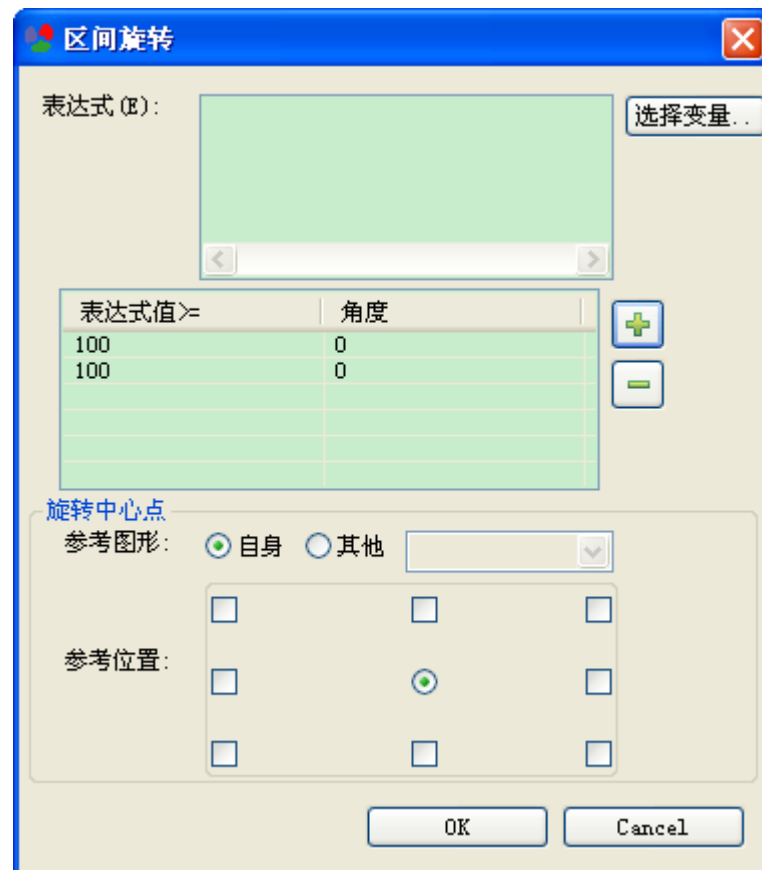 区间旋转
表达式(E):
选择变量..
表达式值>= 角度
100 0
100 0
旋转中心点
参考图形: 自身 其他
参考位置:
OK Cancel